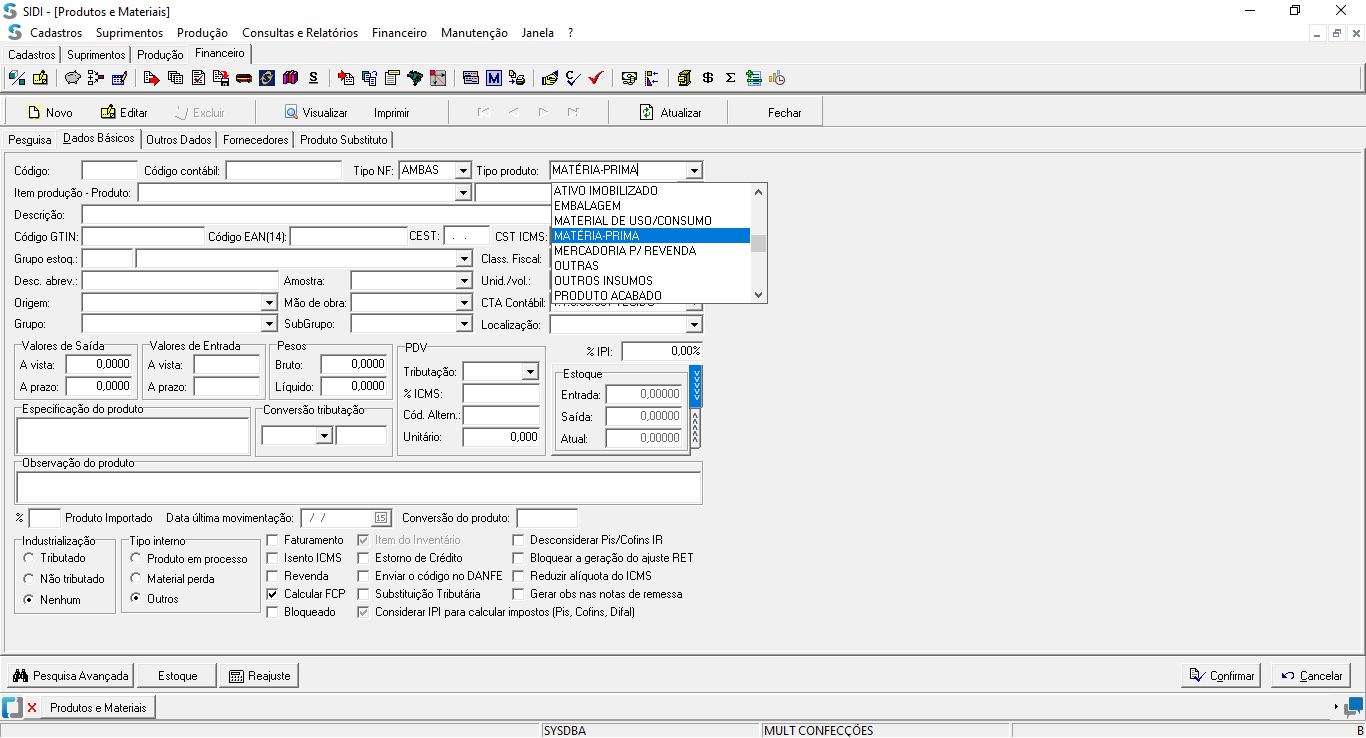 SIDI - [Produtos e Materiais]
Cadastros Suprimentos Produção Consultas e Relatórios Financeiro Manutenção Janela ?
Cadastros Suprimentos Produção Financeiro
Novo Editar Excluir Visualizar Imprimir Atualizar Fechar
Pesquisa Dados Básicos Outros Dados Fornecedores Produto Substituto
Código: Código contábil: Tipo NF: AMBAS Tipo produto: MATÉRIA-PRIMA
Item produção - Produto:
ATIVO IMOBILIZADO
EMBALAGEM
MATERIAL DE USO/CONSUMO
MATÉRIA-PRIMA
MERCADORIA P/ REVENDA
OUTRAS
OUTROS INSUMOS
PRODUTO ACABADO
Descrição:
Código GTIN: Código EAN(14): CEST: . . CST ICMS:
Grupo estoq.: Class. Fiscal:
Desc. abrev.: Amostra: Unid./vol.:
Origem: Mão de obra: CTA Contábil:
Grupo: SubGrupo: Localização:
Valores de Saída Valores de Entrada Pesos PDV % IPI: 0,00%
A vista: 0,0000 A vista: Bruto: 0,0000
A prazo: 0,0000 A prazo: Líquido: 0,0000
Tributação:
% ICMS:
Cód. Altern.:
Unitário: 0,000
Estoque
Entrada: 0,00000
Saída: 0,00000
Atual: 0,00000
Especificação do produto Conversão tributação
Observação do produto
% Produto Importado Data última movimentação: / / 15 Conversão do produto:
Industrialização
Tributado
Não tributado
Nenhum
Tipo interno
Produto em processo
Material perda
Outros
Faturamento Item do Inventário Desconsiderar Pis/Cofins IR
Isento ICMS Estorno de Crédito Bloquear a geração do ajuste RET
Revenda Enviar o código no DANFE Reduzir alíquota do ICMS
Calcular FCP Substituição Tributária Gerar obs nas notas de remessa
Bloqueado Considerar IPI para calcular impostos (Pis, Cofins, Difal)
Pesquisa Avançada Estoque Reajuste Confirmar Cancelar
Produtos e Materiais
SYSDBA MULT CONFECÇÕES B